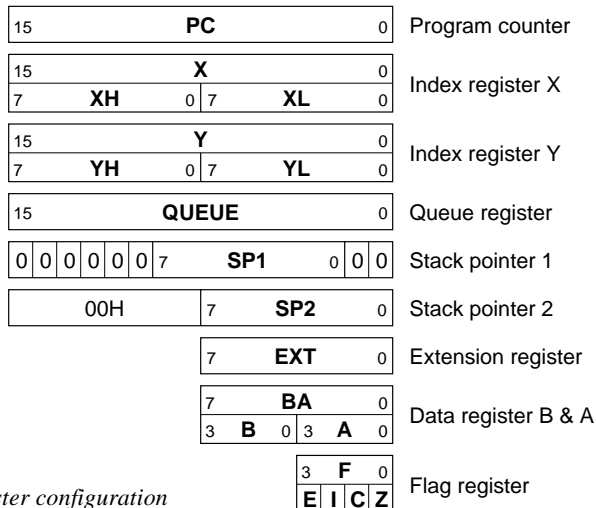 15 PC 0 Program counter
15 X 0
Index register X
7 XH 0 7 XL 0
15 Y 0
Index register Y
7 YH 0 7 YL 0
15 QUEUE 0 Queue register
0 0 0 0 0 0 7 SP1 0 0 0 Stack pointer 1
00H 7 SP2 0 Stack pointer 2
7 EXT 0 Extension register
7 BA 0
Data register B & A
3 B 0 3 A 0
3 F 0
Flag register
ster configuration E I C Z